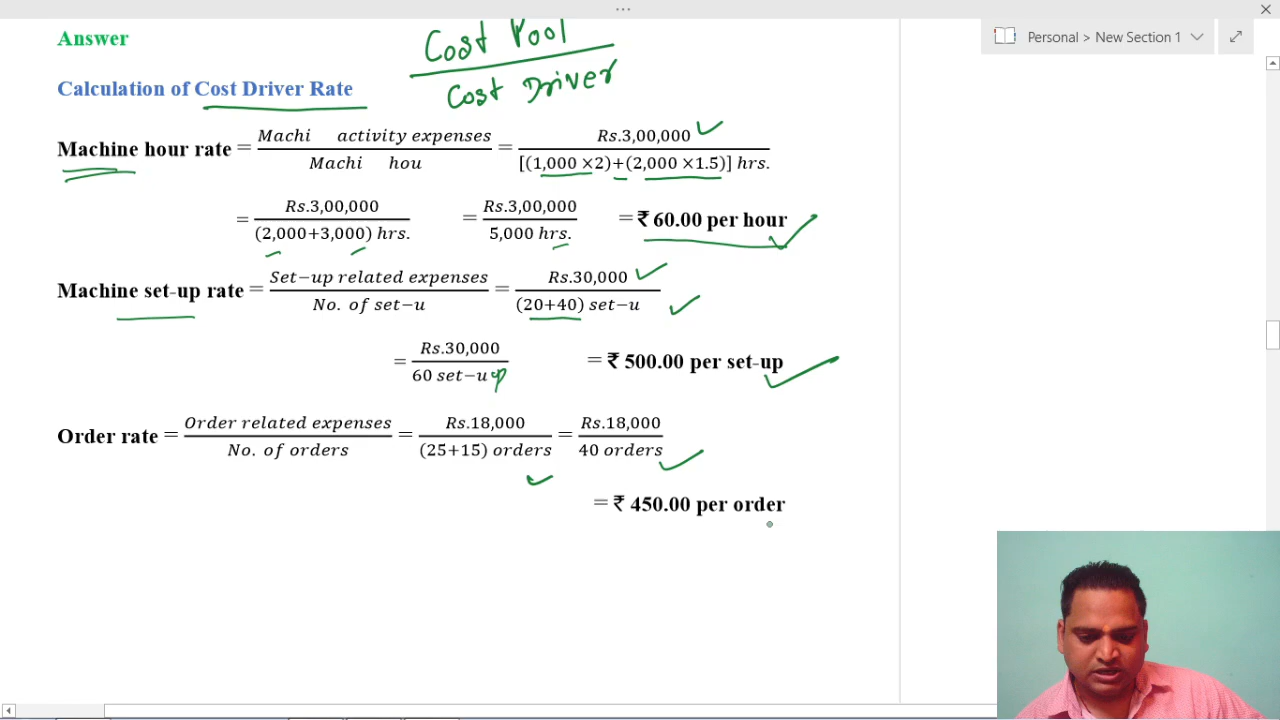 Personal > New Section 1
Answer
Cost Pool
Cost Driver
Calculation of Cost Driver Rate
Machine hour rate = Machi activity expenses / Machi hou = Rs.3,00,000 / [(1,000 ×2)+(2,000 ×1.5)] hrs.
= Rs.3,00,000 / (2,000+3,000) hrs. = Rs.3,00,000 / 5,000 hrs. = ₹ 60.00 per hour
Machine set-up rate = Set−up related expenses / No. of set−u = Rs.30,000 / (20+40) set−u
= Rs.30,000 / 60 set−up = ₹ 500.00 per set-up
Order rate = Order related expenses / No. of orders = Rs.18,000 / (25+15) orders = Rs.18,000 / 40 orders
= ₹ 450.00 per order